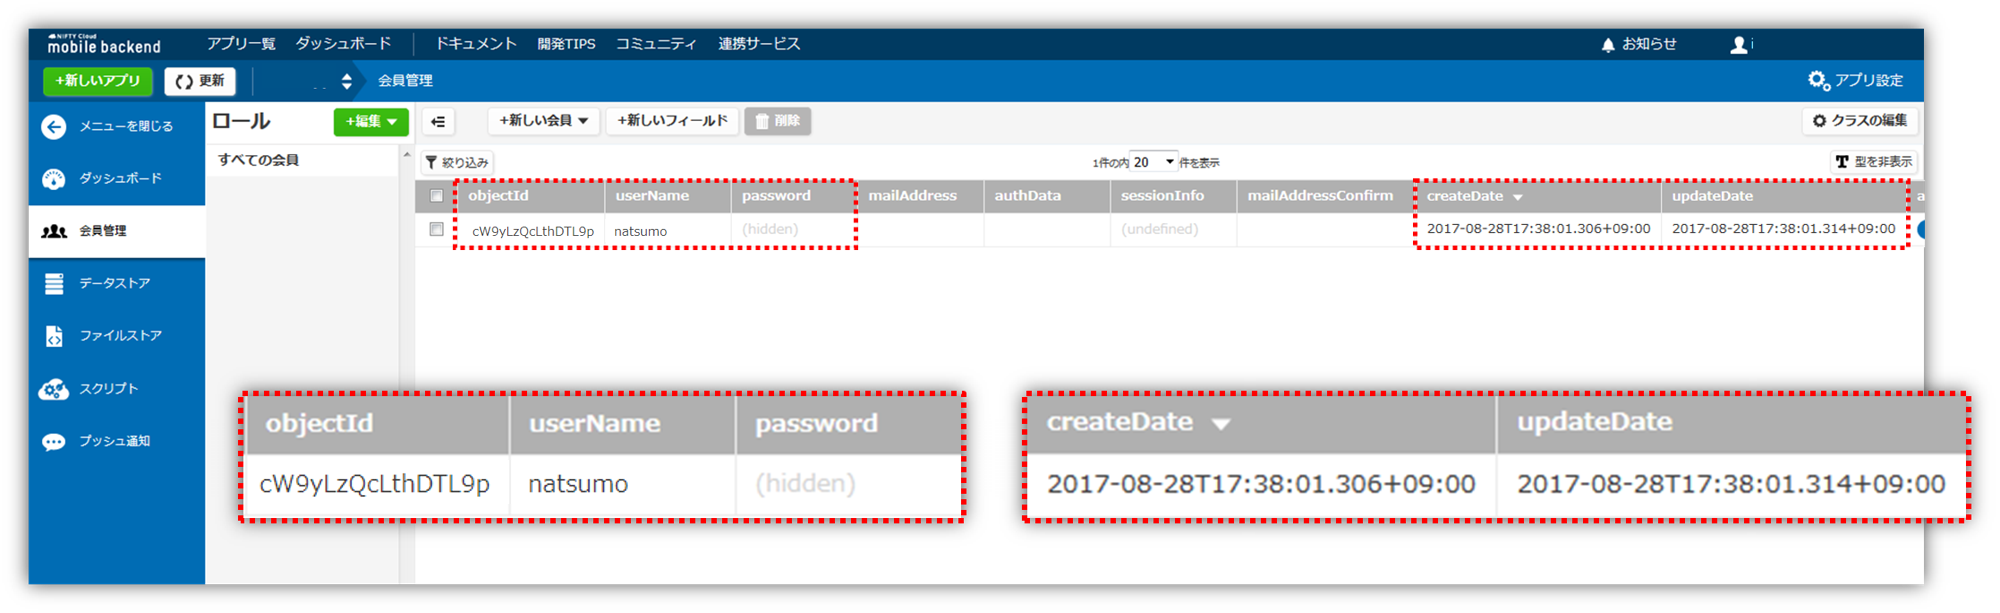 NIFTY Cloud
mobile backend アプリ一覧 ダッシュボード ドキュメント 開発TIPS コミュニティ 連携サービス お知らせ i
+新しいアプリ 更新 会員管理 アプリ設定
メニューを閉じる
ダッシュボード
会員管理
データストア
ファイルストア
スクリプト
プッシュ通知
ロール +編集
すべての会員
+新しい会員 +新しいフィールド 削除 クラスの編集
絞り込み 1件の内 20 件を表示 型を非表示
objectId userName password mailAddress authData sessionInfo mailAddressConfirm createDate updateDate a
cW9yLzQcLthDTL9p natsumo (hidden) (undefined) 2017-08-28T17:38:01.306+09:00 2017-08-28T17:38:01.314+09:00
objectId userName password
cW9yLzQcLthDTL9p natsumo (hidden)
createDate updateDate
2017-08-28T17:38:01.306+09:00 2017-08-28T17:38:01.314+09:00